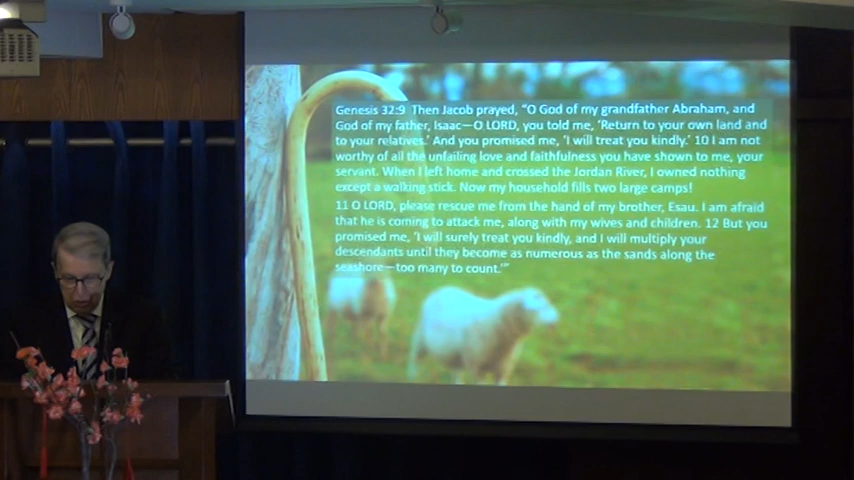 Genesis 32:9  Then Jacob prayed, “O God of my grandfather Abraham, and
God of my father, Isaac—O LORD, you told me, ‘Return to your own land and
to your relatives.’ And you promised me, ‘I will treat you kindly.’ 10 I am not
worthy of all the unfailing love and faithfulness you have shown to me, your
servant. When I left home and crossed the Jordan River, I owned nothing
except a walking stick. Now my household fills two large camps!
11 O LORD, please rescue me from the hand of my brother, Esau. I am afraid
that he is coming to attack me, along with my wives and children. 12 But you
promised me, ‘I will surely treat you kindly, and I will multiply your
descendants until they become as numerous as the sands along the
seashore—too many to count.’”